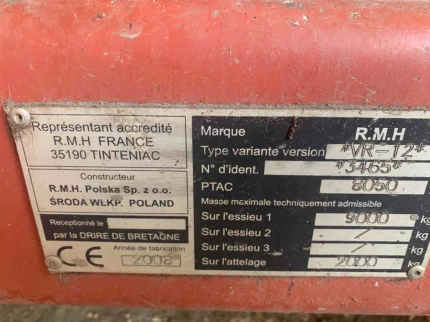 Représentant accredité
R.M.H FRANCE
35190 TINTENIAC
Constructeur
R.M.H. Polska Sp. z o.o.
ŚRODA WLKP. POLAND
Receptionné le
par la DRIRE DE BRETAGNE
CE
Année de fabrication
2008
Marque R.M.H
Type variante version *VR-12*
N° d'ident. *3465*
PTAC 8050
Masse maximale techniquement admissible
Sur l'essieu 1 9000 kg
Sur l'essieu 2 / kg
Sur l'essieu 3 / kg
Sur l'attelage 2000 kg